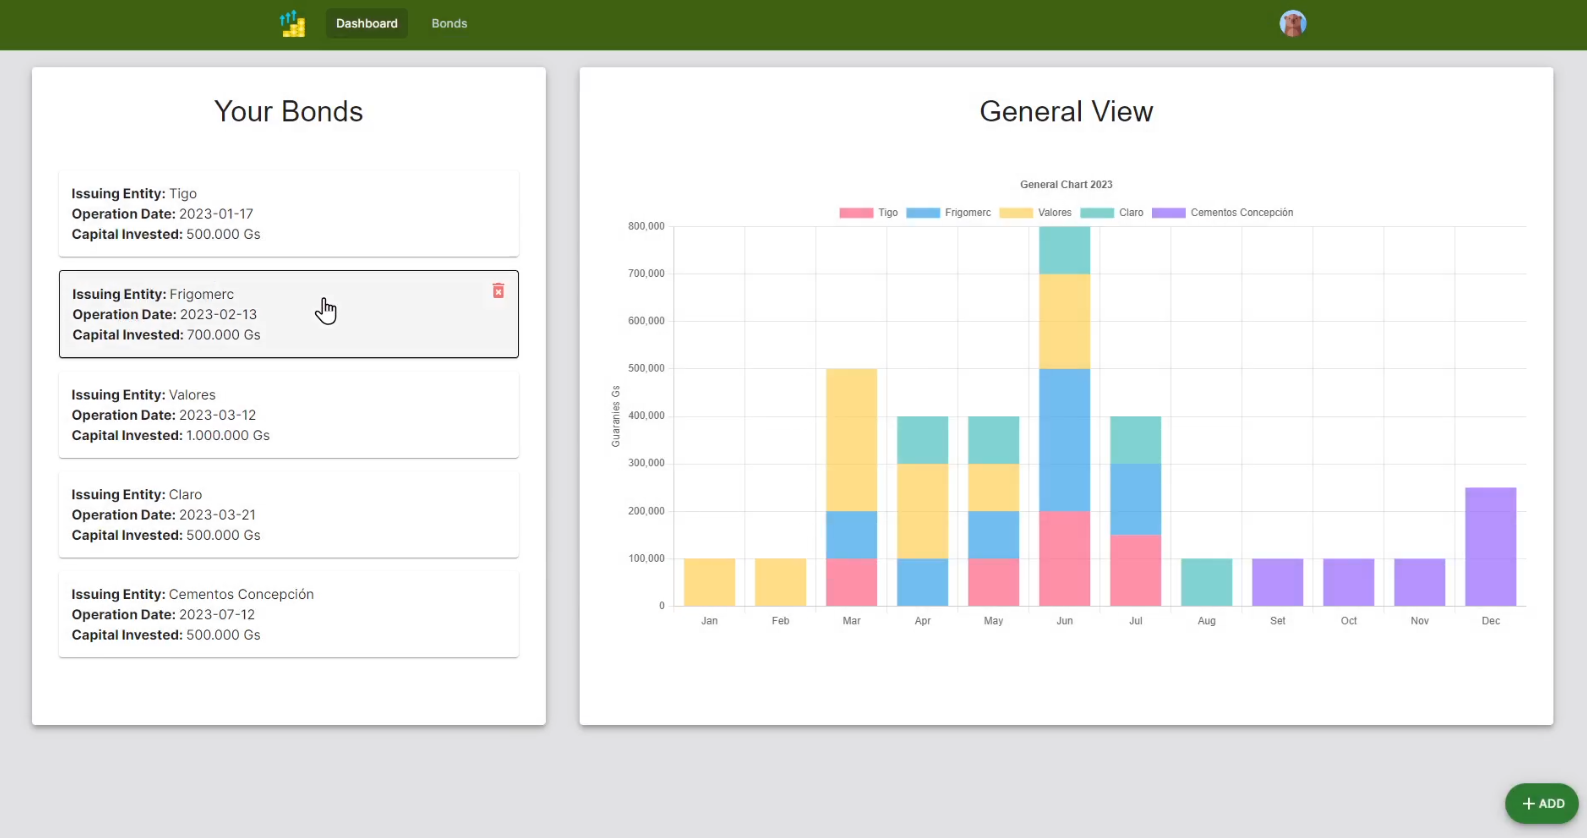 Dashboard
Bonds
Your Bonds
Issuing Entity: Tigo
Operation Date: 2023-01-17
Capital Invested: 500.000 Gs
Issuing Entity: Frigomerc
Operation Date: 2023-02-13
Capital Invested: 700.000 Gs
Issuing Entity: Valores
Operation Date: 2023-03-12
Capital Invested: 1.000.000 Gs
Issuing Entity: Claro
Operation Date: 2023-03-21
Capital Invested: 500.000 Gs
Issuing Entity: Cementos Concepción
Operation Date: 2023-07-12
Capital Invested: 500.000 Gs
General View
General Chart 2023
Tigo Frigomerc Valores Claro Cementos Concepción
Guaranies Gs
800,000
700,000
600,000
500,000
400,000
300,000
200,000
100,000
0
Jan Feb Mar Apr May Jun Jul Aug Set Oct Nov Dec
+ ADD